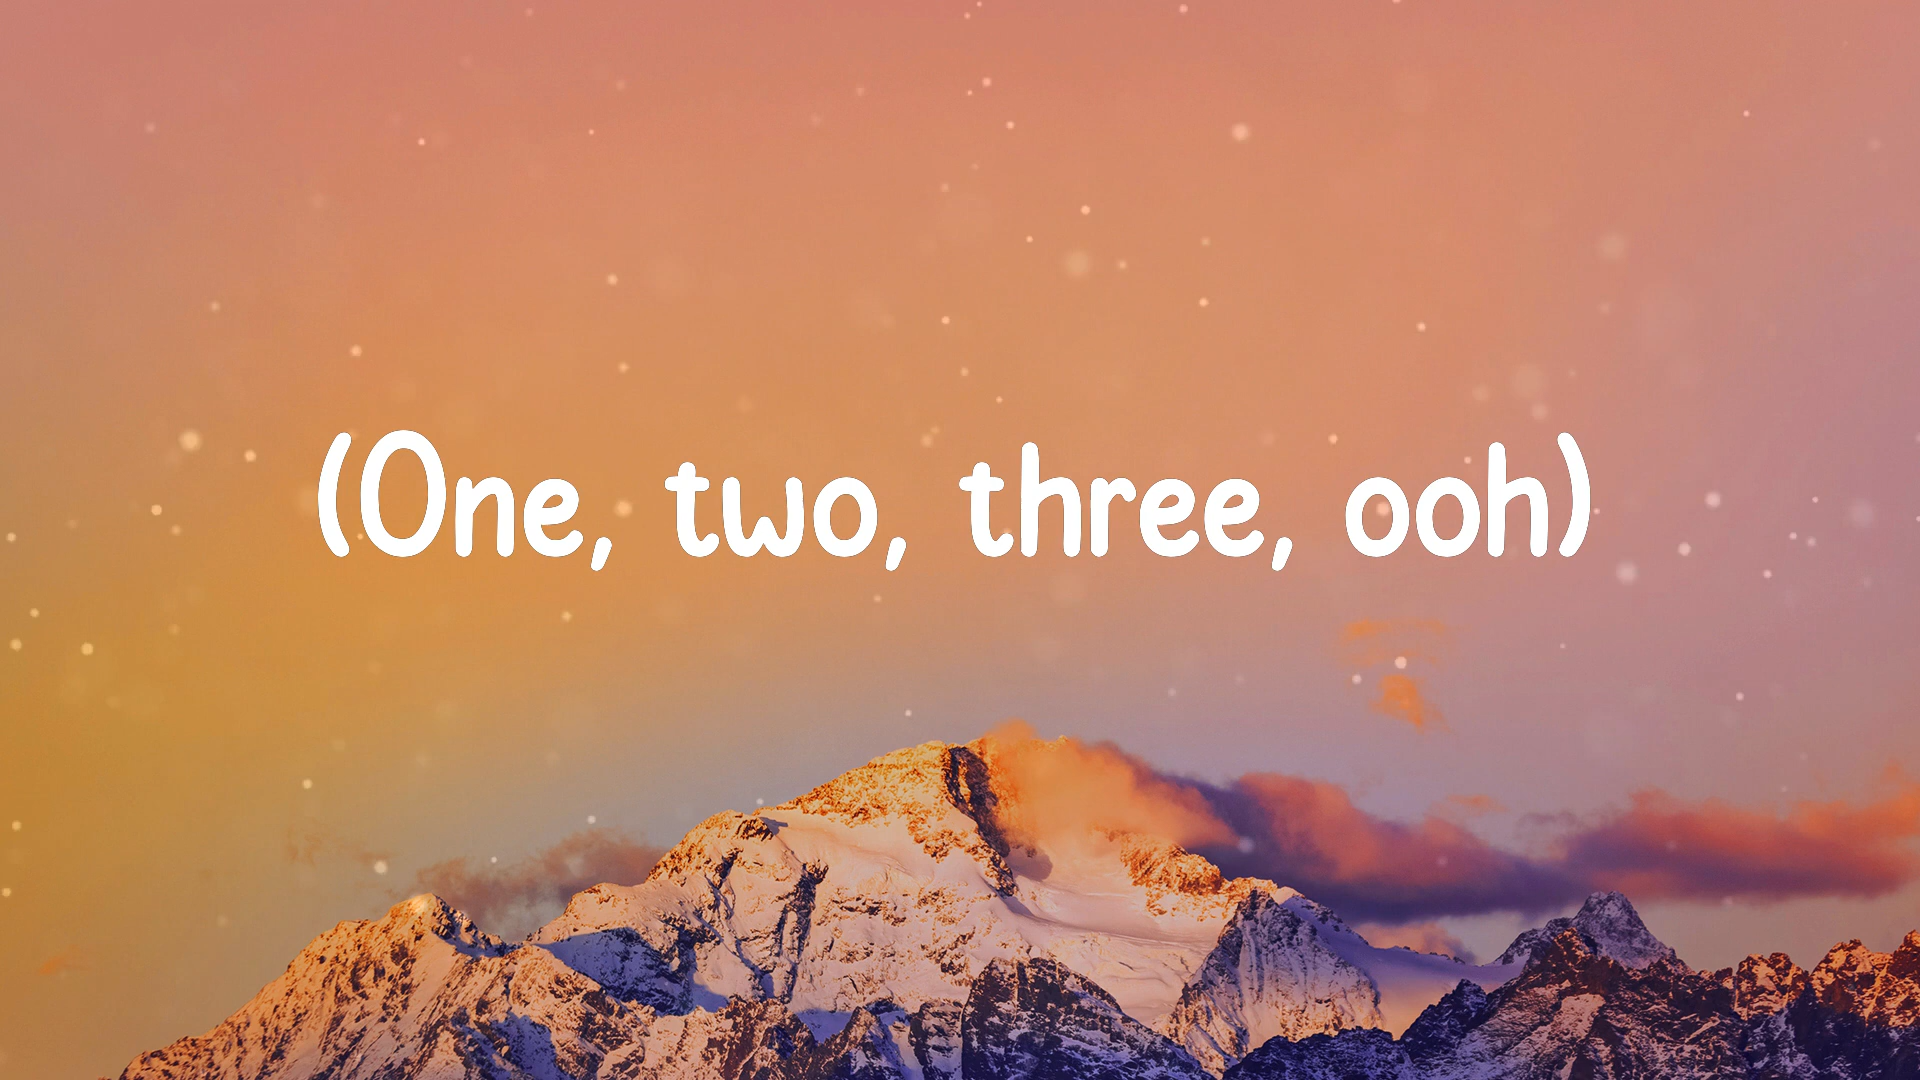 (One, two, three, ooh)